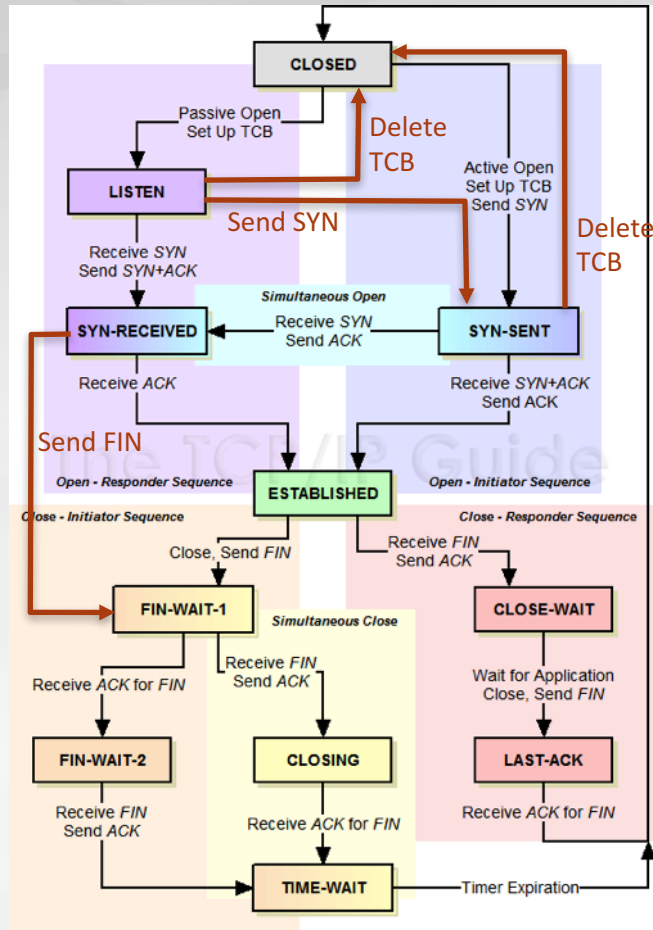 CLOSED
Passive Open
Set Up TCB
Delete
TCB
Active Open
Set Up TCB
Send SYN
Delete
TCB
LISTEN
Send SYN
Receive SYN
Send SYN+ACK
Simultaneous Open
SYN-RECEIVED
Receive SYN
Send ACK
SYN-SENT
Receive ACK
Receive SYN+ACK
Send ACK
Send FIN
The TCP/IP Guide
Open - Responder Sequence
ESTABLISHED
Open - Initiator Sequence
Close - Initiator Sequence
Close - Responder Sequence
Close, Send FIN
Receive FIN
Send ACK
FIN-WAIT-1
CLOSE-WAIT
Simultaneous Close
Receive ACK for FIN
Receive FIN
Send ACK
Wait for Application
Close, Send FIN
FIN-WAIT-2
CLOSING
LAST-ACK
Receive FIN
Send ACK
Receive ACK for FIN
Receive ACK for FIN
TIME-WAIT
Timer Expiration